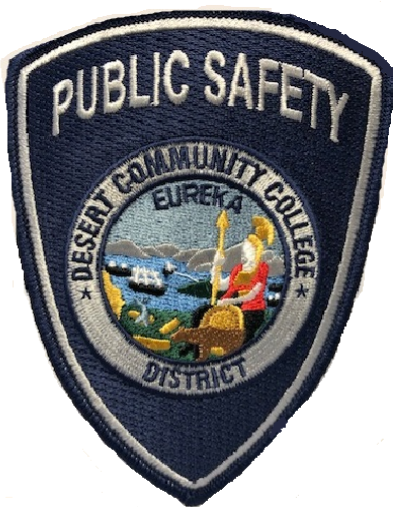 PUBLIC SAFETY
DESERT COMMUNITY COLLEGE
EUREKA
DISTRICT